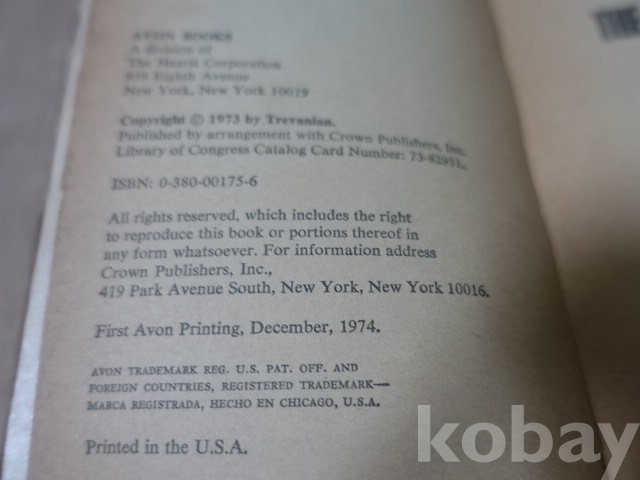 AVON BOOKS
A division of
The Hearst Corporation
959 Eighth Avenue
New York, New York 10019
Copyright © 1973 by Trevanian.
Published by arrangement with Crown Publishers, Inc.
Library of Congress Catalog Card Number: 73-82951.
ISBN: 0-380-00175-6
All rights reserved, which includes the right
to reproduce this book or portions thereof in
any form whatsoever. For information address
Crown Publishers, Inc.,
419 Park Avenue South, New York, New York 10016.
First Avon Printing, December, 1974.
AVON TRADEMARK REG. U.S. PAT. OFF. AND
FOREIGN COUNTRIES, REGISTERED TRADEMARK—
MARCA REGISTRADA, HECHO EN CHICAGO, U.S.A.
Printed in the U.S.A.
THE
kobay